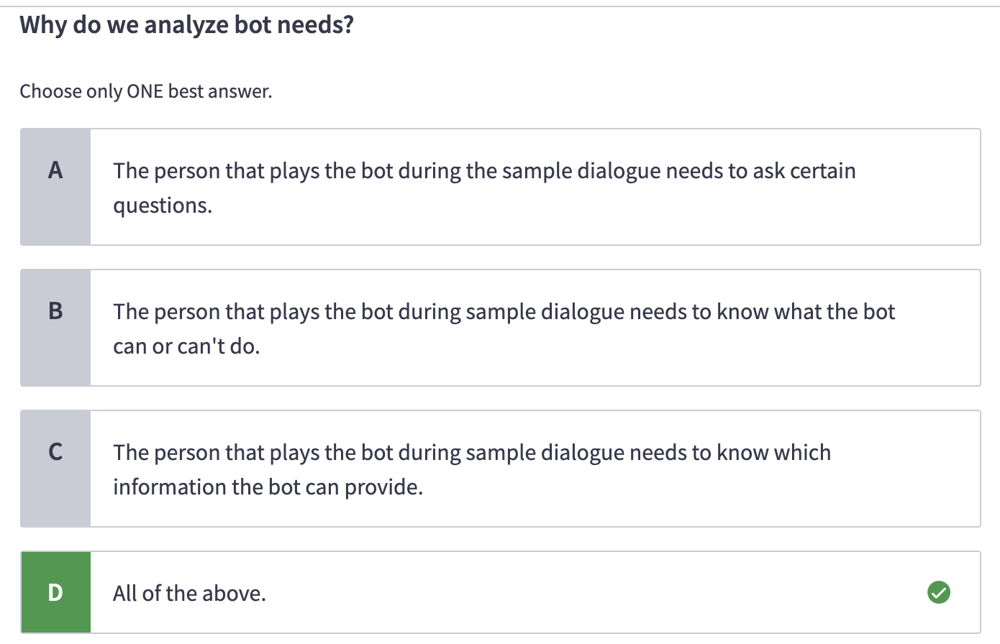 Why do we analyze bot needs?
Choose only ONE best answer.
A
The person that plays the bot during the sample dialogue needs to ask certain
questions.
B
The person that plays the bot during sample dialogue needs to know what the bot
can or can't do.
C
The person that plays the bot during sample dialogue needs to know which
information the bot can provide.
D
All of the above.